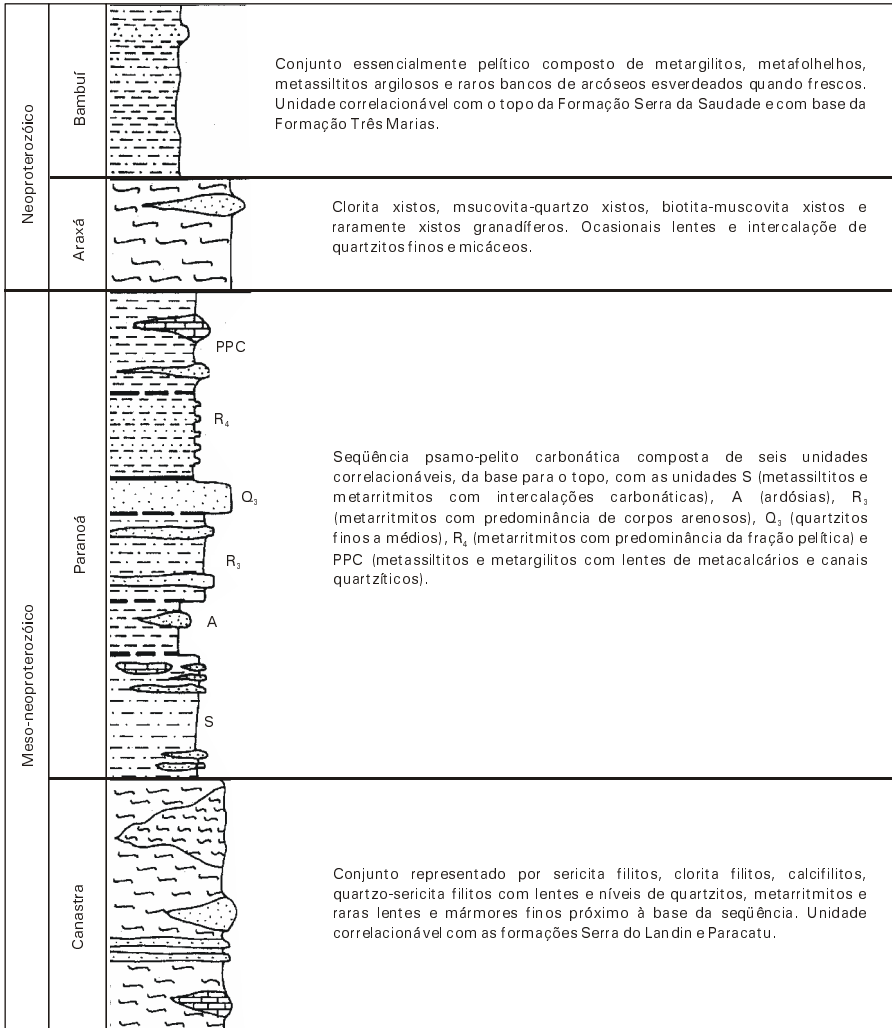 Neoproterozóico
Bambuí
Conjunto essencialmente pelítico composto de metargilitos, metafolhelhos,
metassiltitos argilosos e raros bancos de arcóseos esverdeados quando frescos.
Unidade correlacionável com o topo da Formação Serra da Saudade e com base da
Formação Três Marias.
Araxá
Clorita xistos, msucovita-quartzo xistos, biotita-muscovita xistos e
raramente xistos granadíferos. Ocasionais lentes e intercalaçõe de
quartzitos finos e micáceos.
Meso-neoproterozóico
Paranoá
PPC
R₄
Q₃
R₃
A
S
Seqüência psamo-pelito carbonática composta de seis unidades
correlacionáveis, da base para o topo, com as unidades S (metassiltitos e
metarritmitos com intercalações carbonáticas), A (ardósias), R₃
(metarritmitos com predominância de corpos arenosos), Q₃ (quartzitos
finos a médios), R₄ (metarritmitos com predominância da fração pelítica) e
PPC (metassiltitos e metargilitos com lentes de metacalcários e canais
quartzíticos).
Canastra
Conjunto representado por sericita filitos, clorita filitos, calcifilitos,
quartzo-sericita filitos com lentes e níveis de quartzitos, metarritmitos e
raras lentes e mármores finos próximo à base da seqüência. Unidade
correlacionável com as formações Serra do Landin e Paracatu.